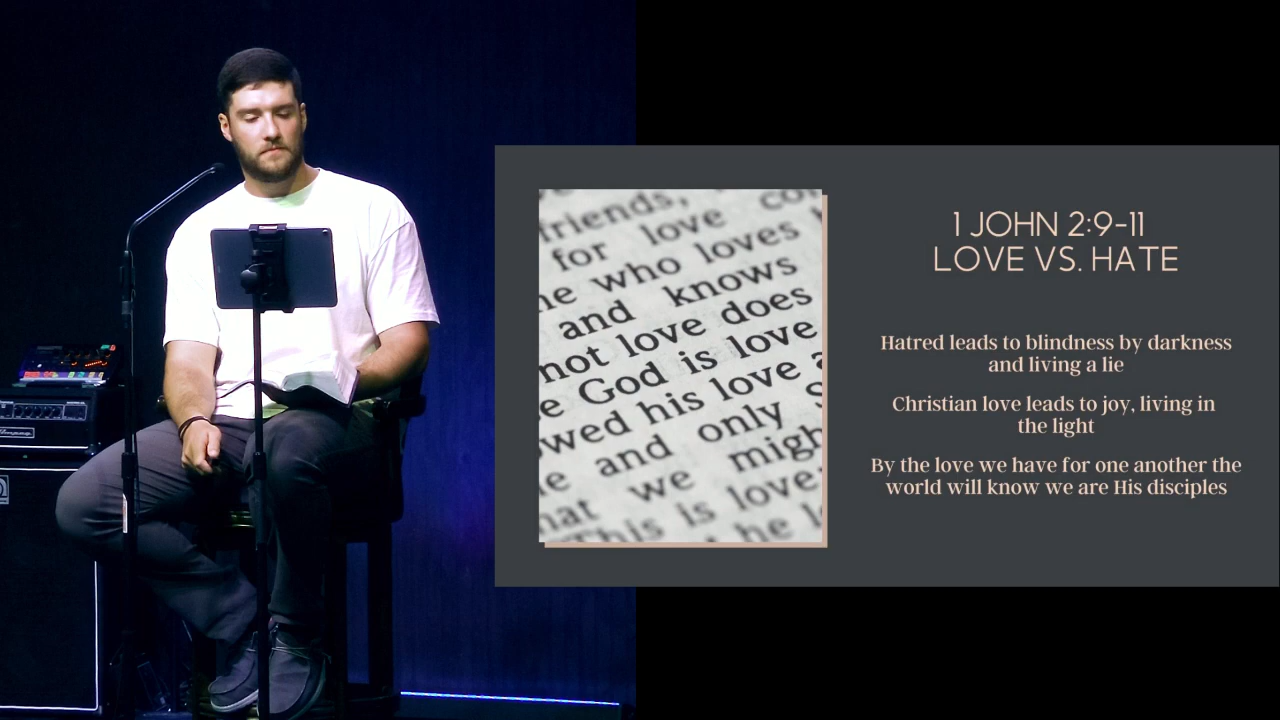 friends,
for love
who loves
and knows
not love does
God is love
his love
and only
we
This is love
1 JOHN 2:9-11
LOVE VS. HATE
Hatred leads to blindness by darkness
and living a lie
Christian love leads to joy, living in
the light
By the love we have for one another the
world will know we are His disciples